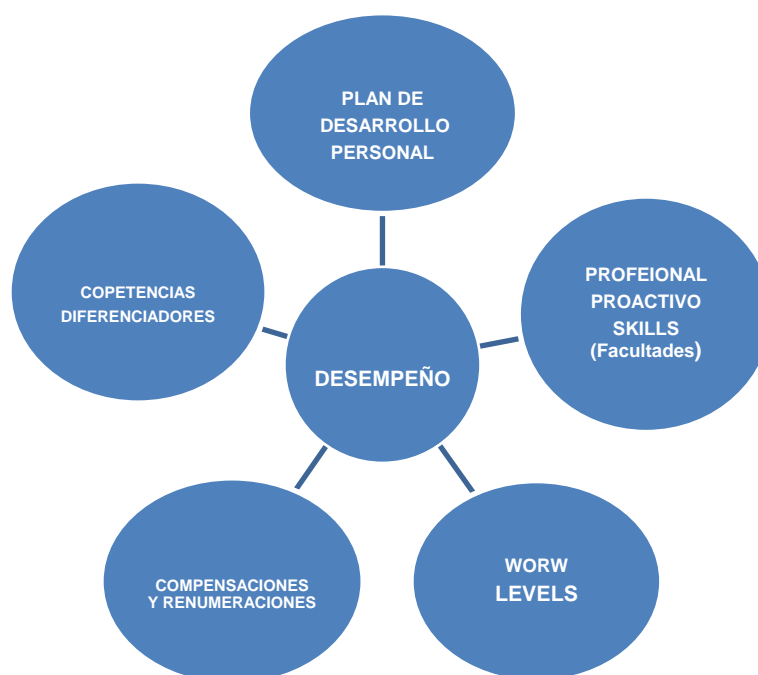 PLAN DE
DESARROLLO
PERSONAL
COPETENCIAS
DIFERENCIADORES
PROFEIONAL
PROACTIVO
SKILLS
(Facultades)
DESEMPEÑO
COMPENSACIONES
Y RENUMERACIONES
WORW
LEVELS